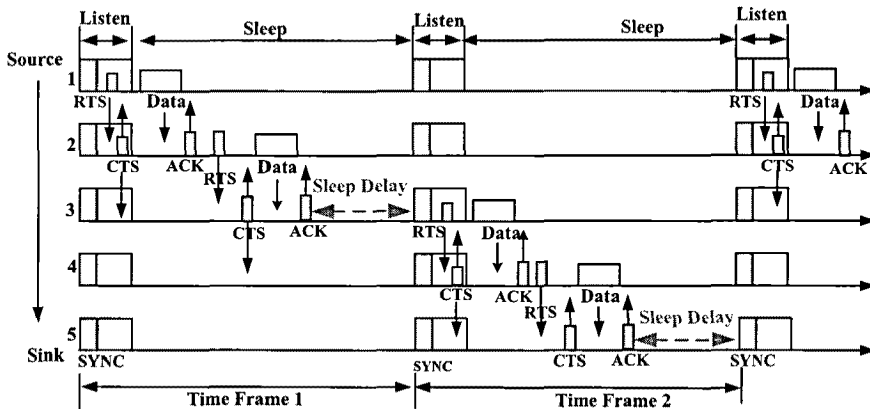 Listen
Sleep
Listen
Sleep
Listen
Source
1
RTS
Data
RTS
Data
2
CTS
ACK
RTS
Data
CTS
ACK
Sleep Delay
3
CTS
ACK
RTS
Data
4
CTS
ACK
RTS
Data
Sleep Delay
5
Sink
SYNC
SYNC
CTS
ACK
SYNC
Time Frame 1
Time Frame 2